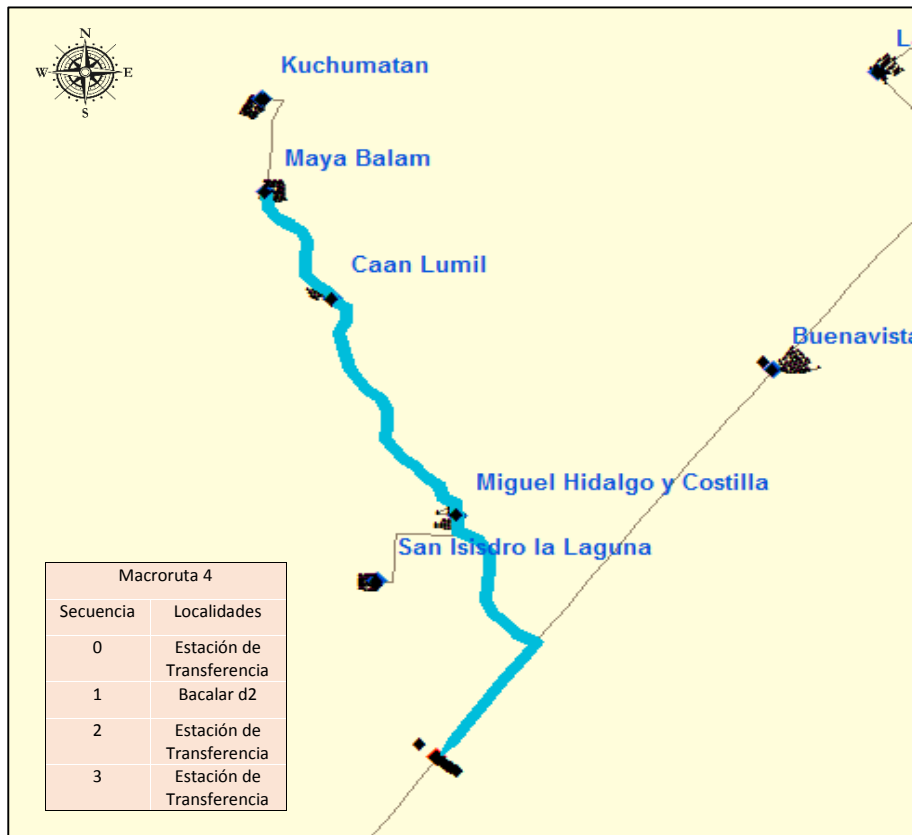 N
W E
S
L
Kuchumatan
Maya Balam
Caan Lumil
Buenavista
Miguel Hidalgo y Costilla
San Isisdro la Laguna
Macroruta 4
Secuencia Localidades
0 Estación de
Transferencia
1 Bacalar d2
2 Estación de
Transferencia
3 Estación de
Transferencia